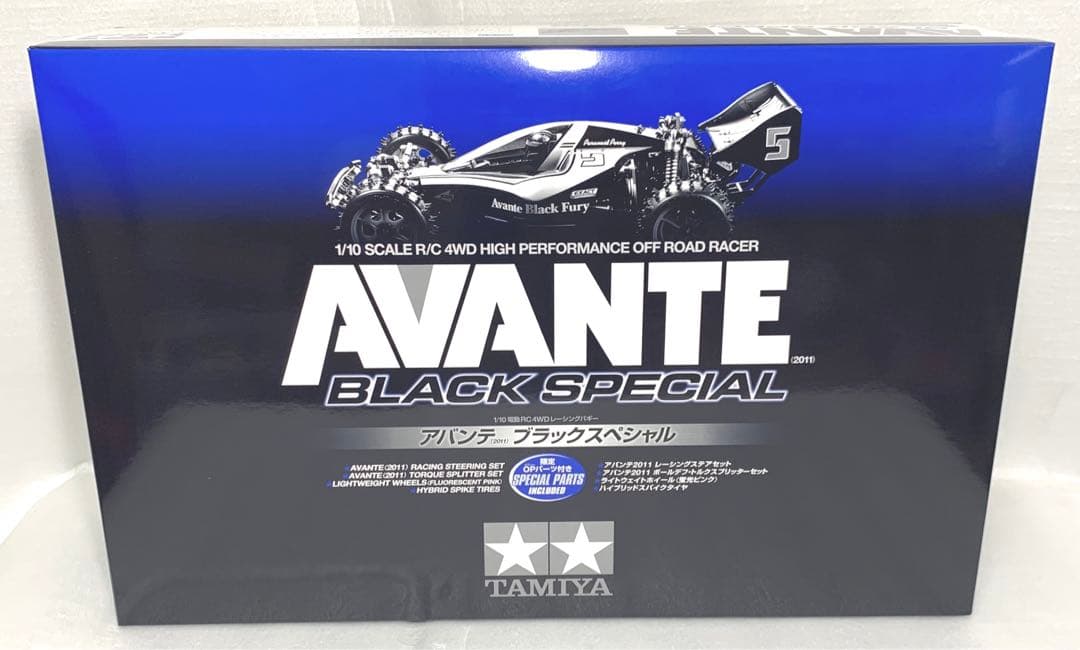 AVANTE
5
Paramount Perry
5
Avante Black Fury
1/10 SCALE R/C 4WD HIGH PERFORMANCE OFF ROAD RACER
AVANTE (2011)
BLACK SPECIAL
1/10 電動RC 4WDレーシングバギー
アバンテ(2011) ブラックスペシャル
★AVANTE(2011) RACING STEERING SET
★AVANTE(2011) TORQUE SPLITTER SET
★LIGHTWEIGHT WHEELS(FLUORESCENT PINK)
★HYBRID SPIKE TIRES
限定
OPパーツ付き
SPECIAL PARTS
INCLUDED
★アバンテ2011 レーシングステアセット
★アバンテ2011 ボールデフ・トルクスプリッターセット
★ライトウェイトホイール(蛍光ピンク)
★ハイブリッドスパイクタイヤ
TAMIYA